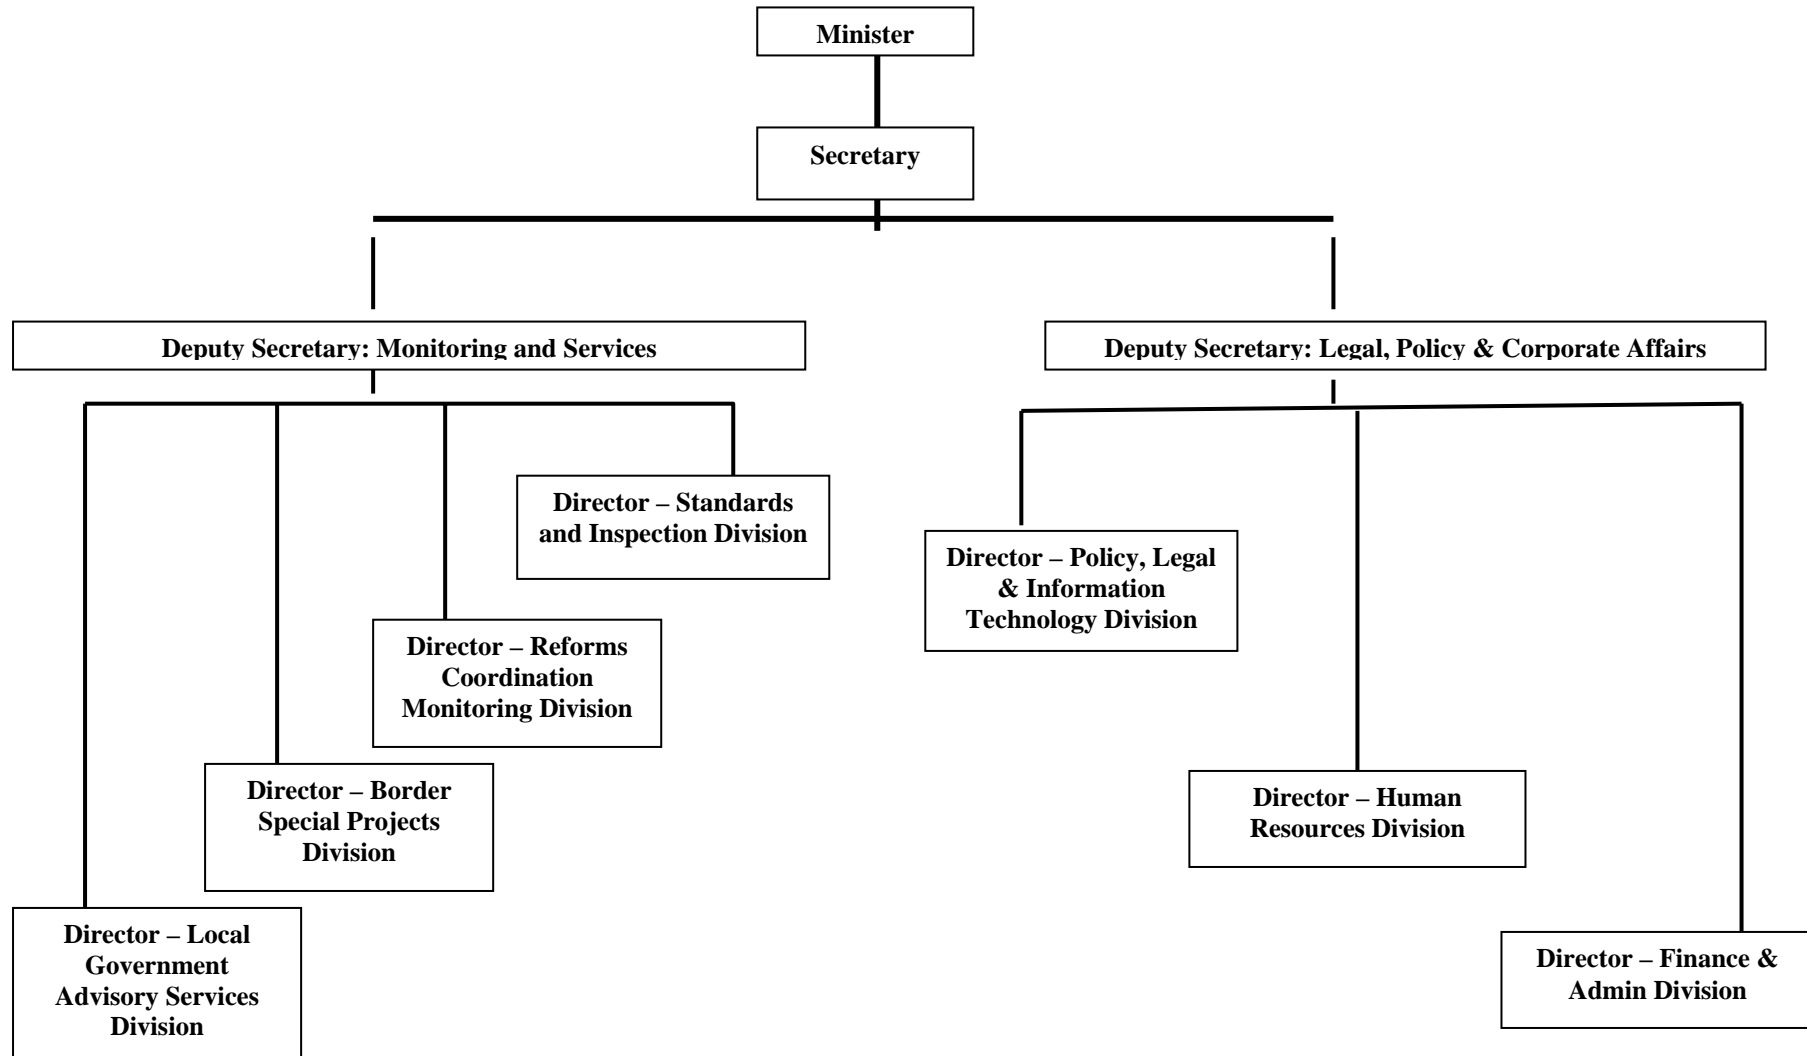 Minister
Secretary
Deputy Secretary: Monitoring and Services
Deputy Secretary: Legal, Policy & Corporate Affairs
Director – Standards
and Inspection Division
Director – Policy, Legal
& Information
Technology Division
Director – Reforms
Coordination
Monitoring Division
Director – Border
Special Projects
Division
Director – Human
Resources Division
Director – Local
Government
Advisory Services
Division
Director – Finance &
Admin Division